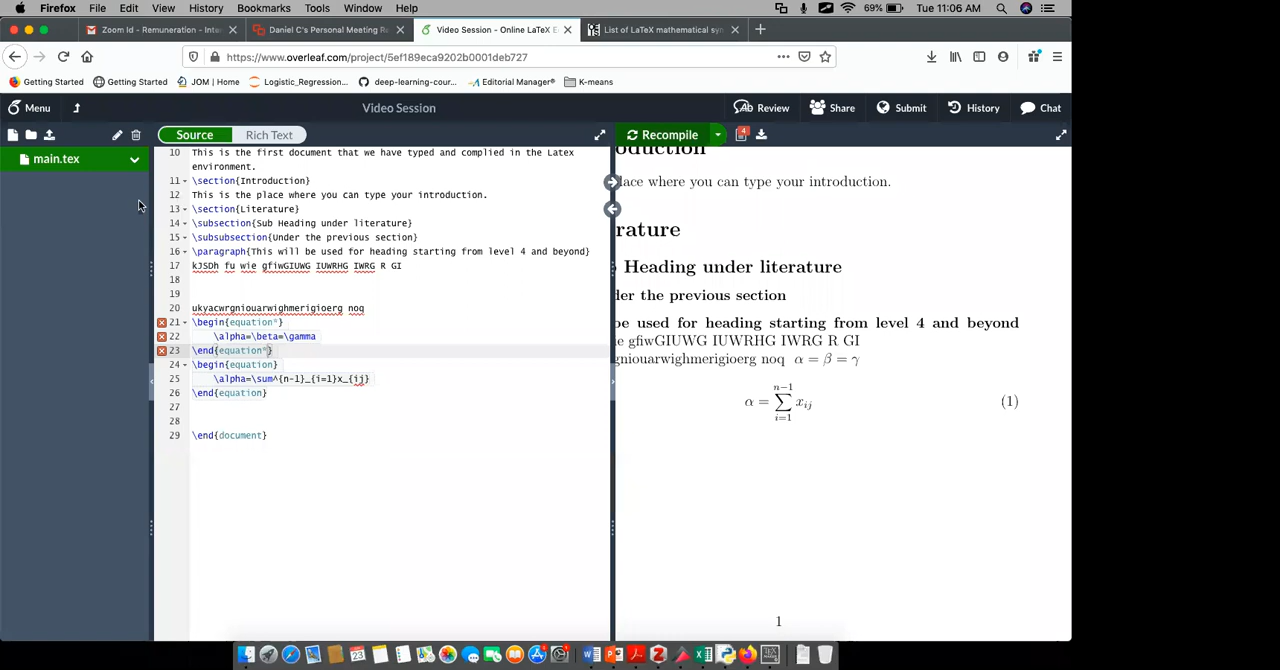 Firefox File Edit View History Bookmarks Tools Window Help 69% Tue 11:06 AM
Zoom Id - Remuneration - Inte Daniel C's Personal Meeting R Video Session - Online LaTeX E List of LaTeX mathematical syn
https://www.overleaf.com/project/5ef189eca9202b0001deb727
Getting Started Getting Started JOM | Home Logistic_Regression... deep-learning-cour... Editorial Manager® K-means
Menu Video Session Review Share Submit History Chat
Source Rich Text Recompile 4
main.tex
10 This is the first document that we have typed and complied in the Latex
environment.
11 \section{Introduction}
12 This is the place where you can type your introduction.
13 \section{Literature}
14 \subsection{Sub Heading under literature}
15 \subsubsection{Under the previous section}
16 \paragraph{This will be used for heading starting from level 4 and beyond}
17 kJSDh fu wie gfiwGIUWG IUWRHG IWRG R GI
18
19
20 ukyacwrgniouarwighmerigioerg noq
21 \begin{equation*}
22 \alpha=\beta=\gamma
23 \end{equation*}
24 \begin{equation}
25 \alpha=\sum^{n-1}_{i=1}x_{ij}
26 \end{equation}
27
28
29 \end{document}
oduction
lace where you can type your introduction.
rature
Heading under literature
der the previous section
be used for heading starting from level 4 and beyond
ie gfiwGIUWG IUWRHG IWRG R GI
gniouarwighmerigioerg noq α = β = γ
n−1
α = ∑ xij (1)
i=1
1